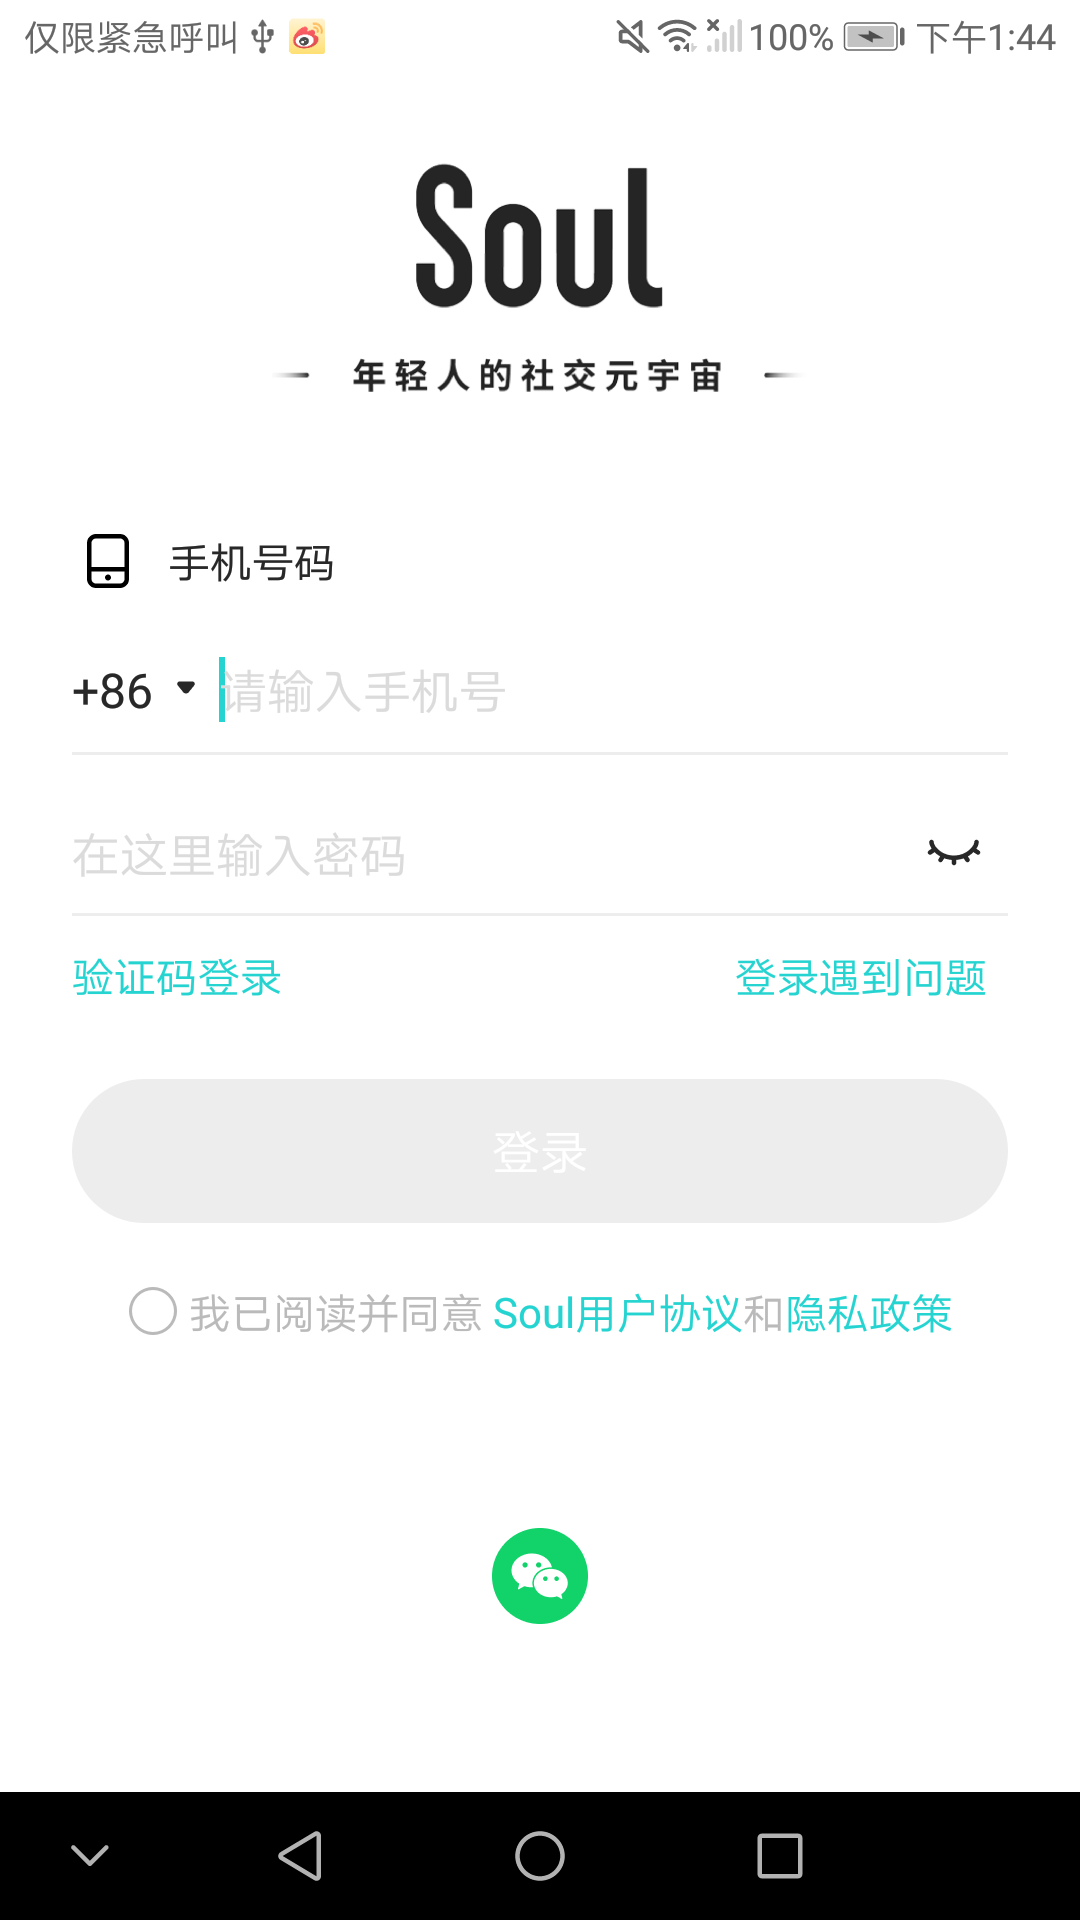 仅限紧急呼叫 100% 下午1:44
Soul
年轻人的社交元宇宙
手机号码
+86 请输入手机号
在这里输入密码
验证码登录 登录遇到问题
登录
我已阅读并同意 Soul用户协议和隐私政策